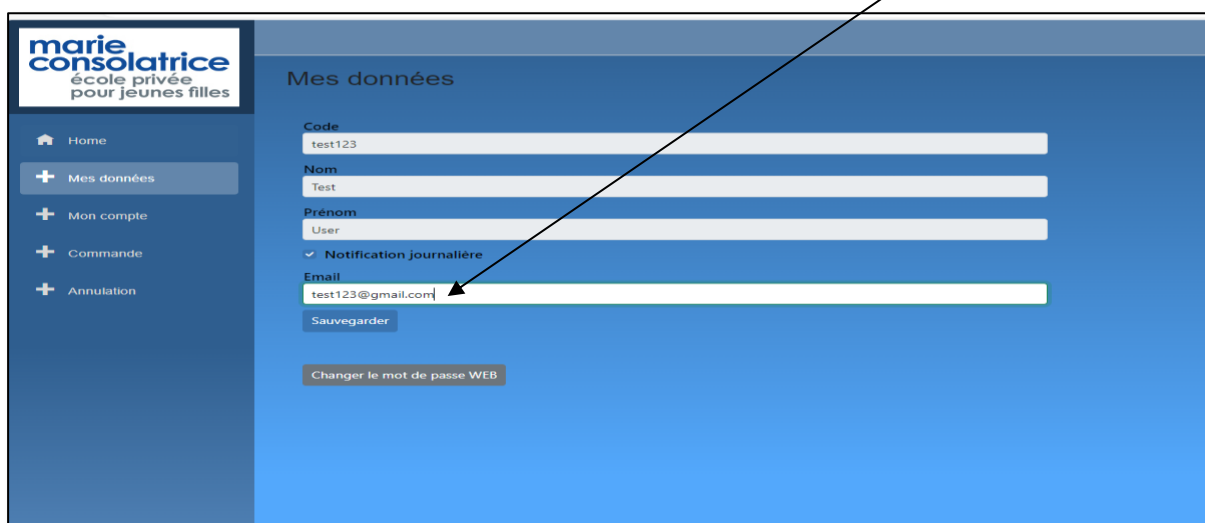 marie
consolatrice
école privée
pour jeunes filles
Home
Mes données
Mon compte
Commande
Annulation
Mes données
Code
test123
Nom
Test
Prénom
User
Notification journalière
Email
test123@gmail.com
Sauvegarder
Changer le mot de passe WEB